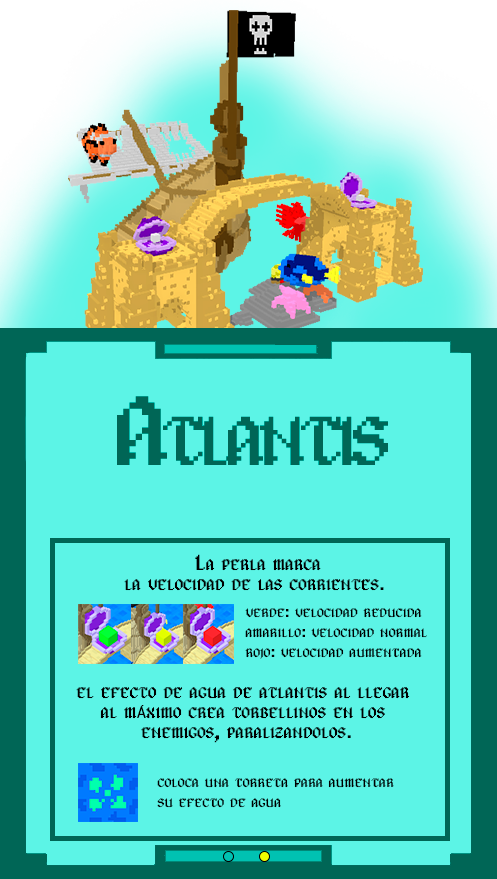 Atlantis
La perla marca
la velocidad de las corrientes.
verde: velocidad reducida
amarillo: velocidad normal
rojo: velocidad aumentada
el efecto de agua de atlantis al llegar
al máximo crea torbellinos en los
enemigos, paralizandolos.
coloca una torreta para aumentar
su efecto de agua